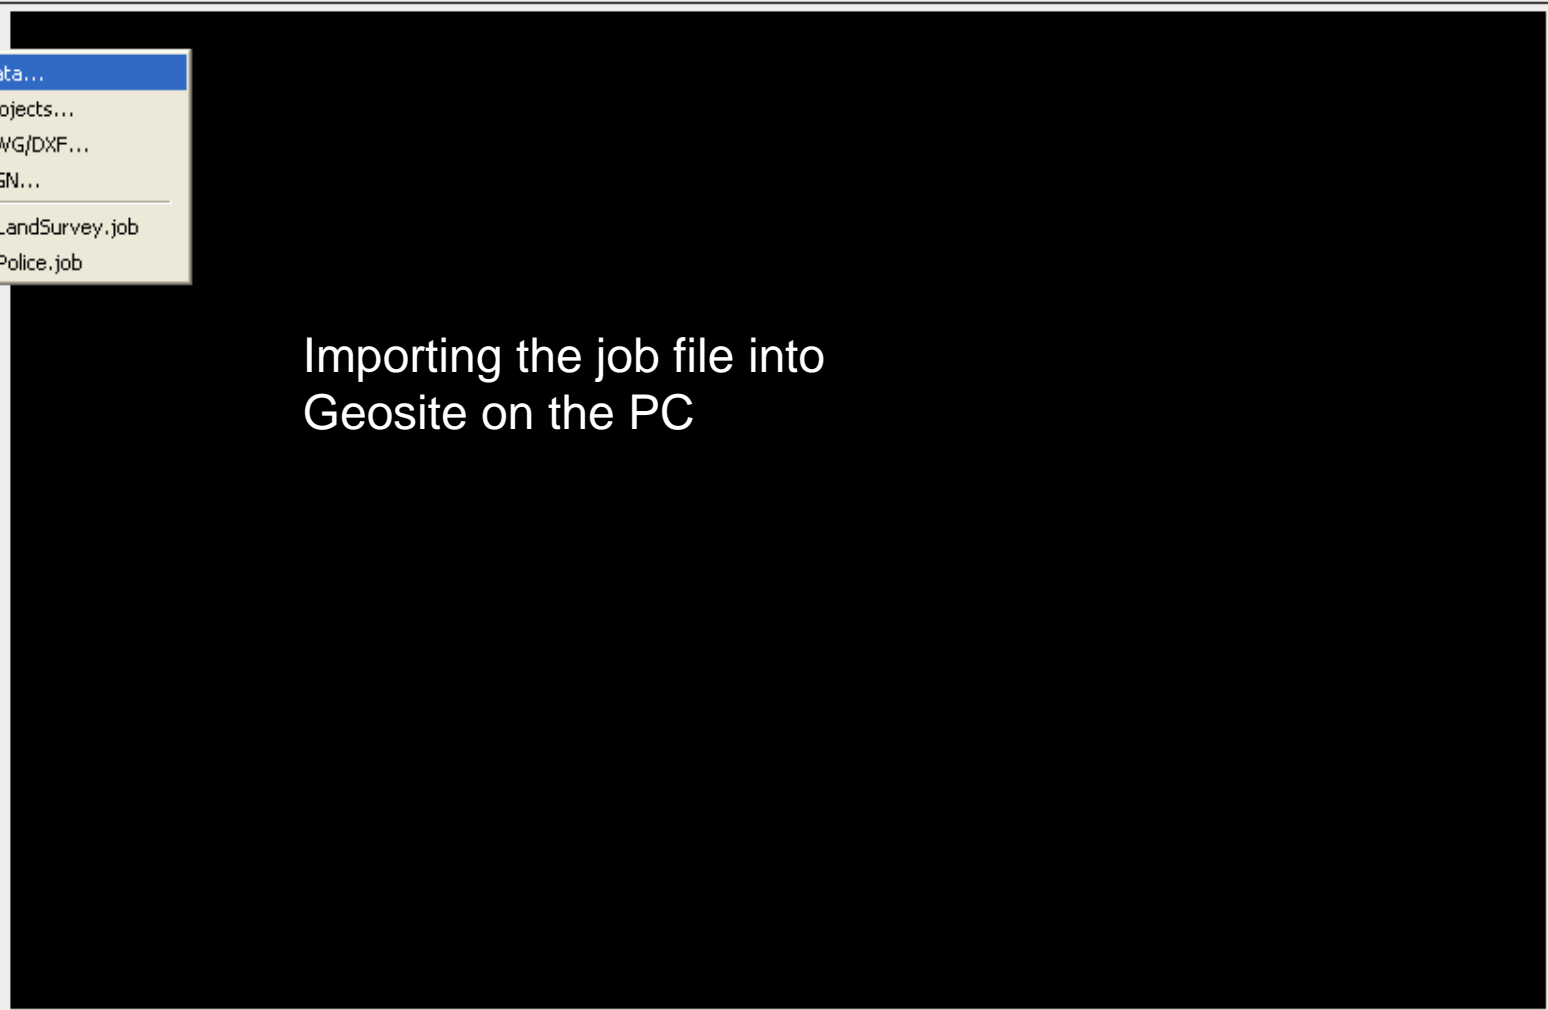 ata...
ojects...
WG/DXF...
GN...
LandSurvey.job
Police.job
Importing the job file into
Geosite on the PC